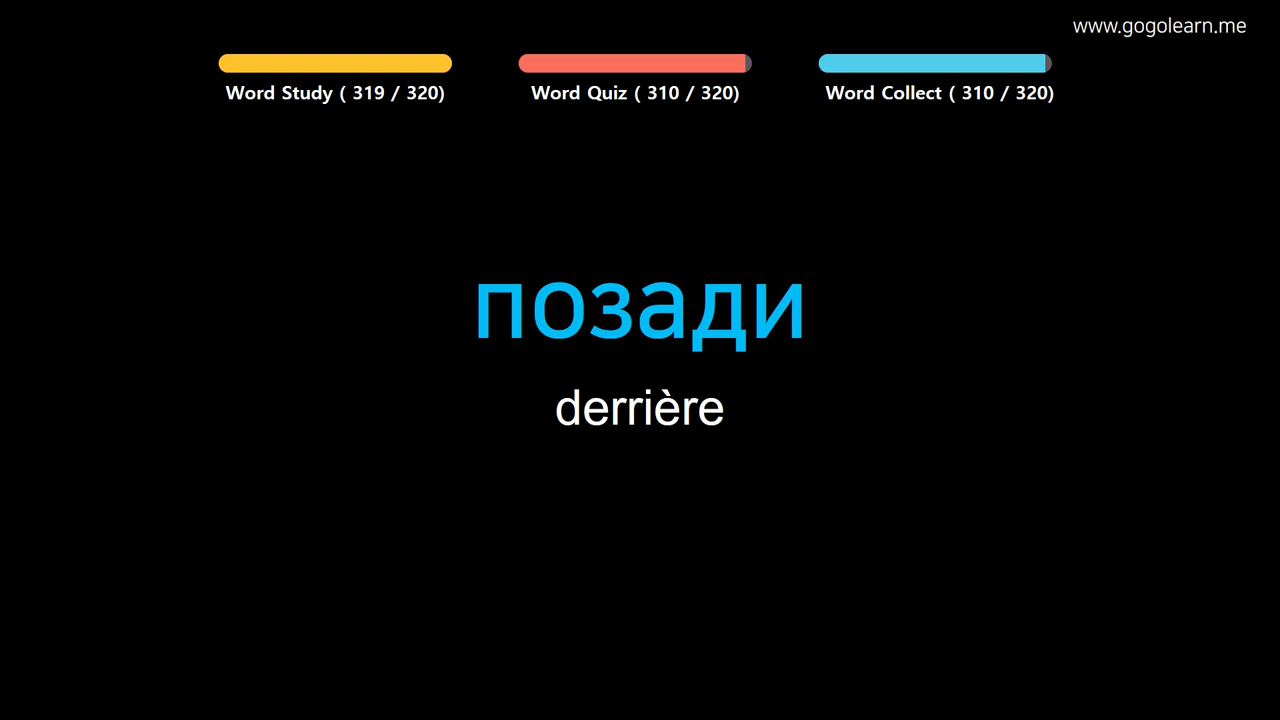 www.gogolearn.me
Word Study ( 319 / 320)
Word Quiz ( 310 / 320)
Word Collect ( 310 / 320)
позади
derrière